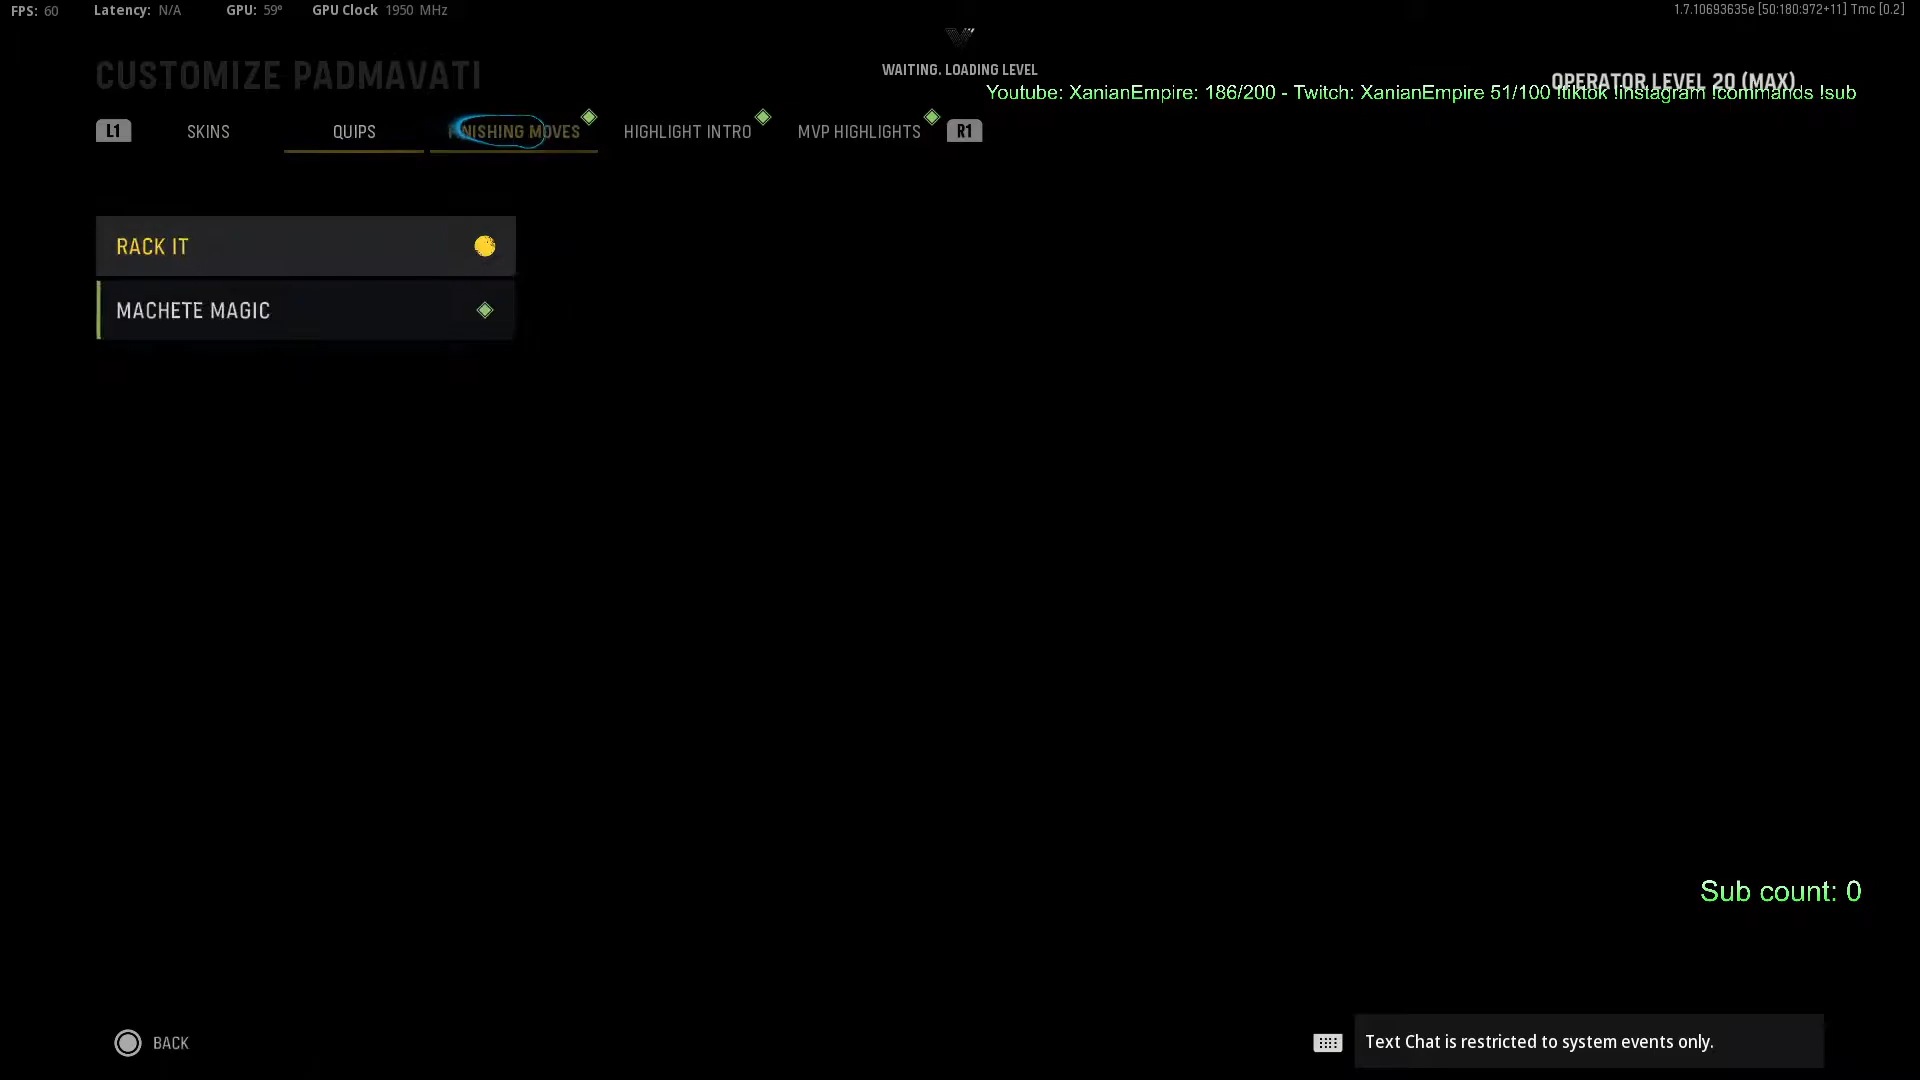 FPS: 60 Latency: N/A GPU: 59° GPU Clock 1950 MHz
1.7.10693635e [50:180:972+11] Tmc [0.2]
WAITING. LOADING LEVEL
CUSTOMIZE PADMAVATI
OPERATOR LEVEL 20 (MAX)
Youtube: XanianEmpire: 186/200 - Twitch: XanianEmpire 51/100 !tiktok !instagram !commands !sub
L1 SKINS QUIPS FINISHING MOVES HIGHLIGHT INTRO MVP HIGHLIGHTS R1
RACK IT
MACHETE MAGIC
Sub count: 0
BACK
Text Chat is restricted to system events only.